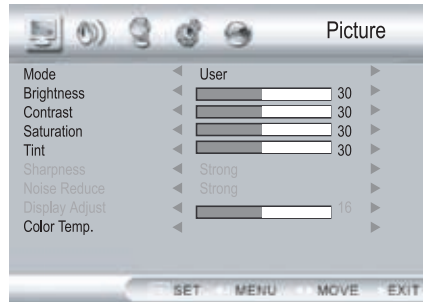 Picture
Mode User
Brightness 30
Contrast 30
Saturation 30
Tint 30
Sharpness Strong
Noise Reduce Strong
Display Adjust 16
Color Temp.
SET MENU MOVE EXIT